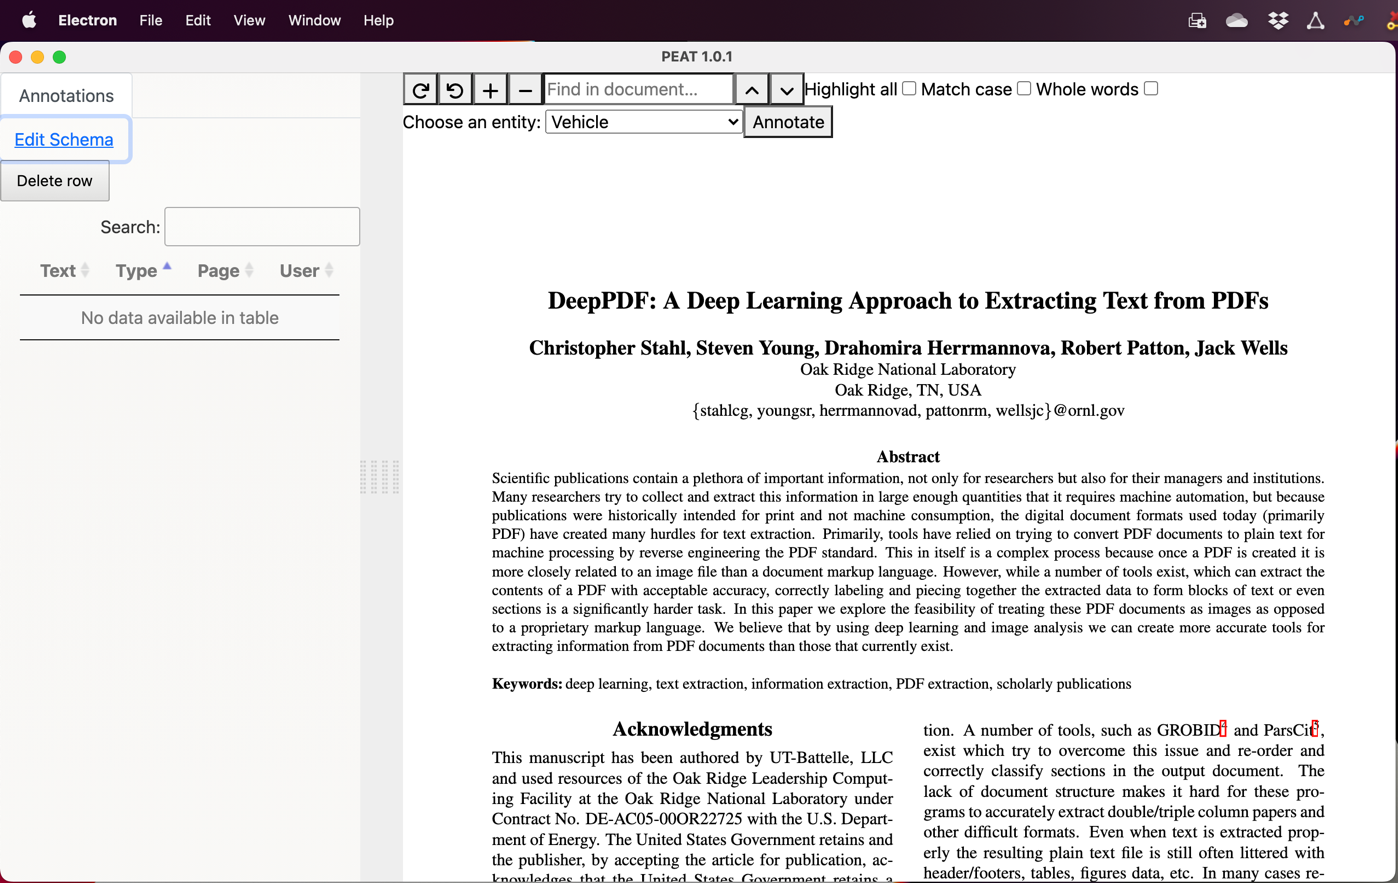 Electron File Edit View Window Help
PEAT 1.0.1
Annotations
Edit Schema
Delete row
Search:
Text Type Page User
No data available in table
Find in document... Highlight all Match case Whole words
Choose an entity: Vehicle Annotate
DeepPDF: A Deep Learning Approach to Extracting Text from PDFs
Christopher Stahl, Steven Young, Drahomira Herrmannova, Robert Patton, Jack Wells
Oak Ridge National Laboratory
Oak Ridge, TN, USA
{stahlcg, youngsr, herrmannovad, pattonrm, wellsjc}@ornl.gov
Abstract
Scientific publications contain a plethora of important information, not only for researchers but also for their managers and institutions.
Many researchers try to collect and extract this information in large enough quantities that it requires machine automation, but because
publications were historically intended for print and not machine consumption, the digital document formats used today (primarily
PDF) have created many hurdles for text extraction. Primarily, tools have relied on trying to convert PDF documents to plain text for
machine processing by reverse engineering the PDF standard. This in itself is a complex process because once a PDF is created it is
more closely related to an image file than a document markup language. However, while a number of tools exist, which can extract the
contents of a PDF with acceptable accuracy, correctly labeling and piecing together the extracted data to form blocks of text or even
sections is a significantly harder task. In this paper we explore the feasibility of treating these PDF documents as images as opposed
to a proprietary markup language. We believe that by using deep learning and image analysis we can create more accurate tools for
extracting information from PDF documents than those that currently exist.
Keywords: deep learning, text extraction, information extraction, PDF extraction, scholarly publications
Acknowledgments
This manuscript has been authored by UT-Battelle, LLC
and used resources of the Oak Ridge Leadership Comput-
ing Facility at the Oak Ridge National Laboratory under
Contract No. DE-AC05-00OR22725 with the U.S. Depart-
ment of Energy. The United States Government retains and
the publisher, by accepting the article for publication, ac-
knowledges that the United States Government retains a
tion. A number of tools, such as GROBID4 and ParsCit5,
exist which try to overcome this issue and re-order and
correctly classify sections in the output document. The
lack of document structure makes it hard for these pro-
grams to accurately extract double/triple column papers and
other difficult formats. Even when text is extracted prop-
erly the resulting plain text file is still often littered with
header/footers, tables, figures data, etc. In many cases re-